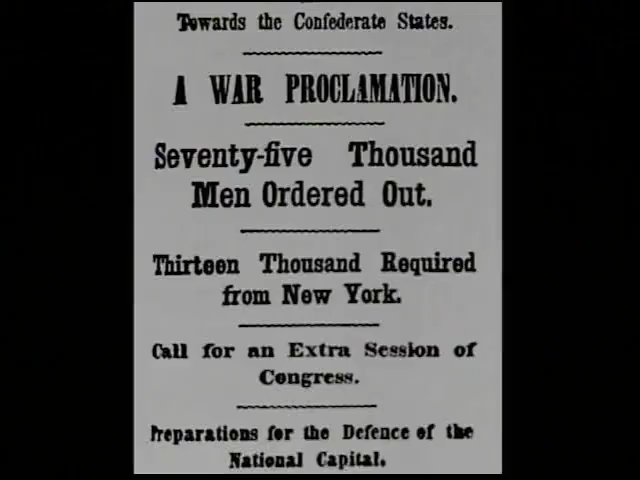 Towards the Confederate States.
A WAR PROCLAMATION.
Seventy-five Thousand
Men Ordered Out.
Thirteen Thousand Required
from New York.
Call for an Extra Session of
Congress.
Preparations for the Defence of the
National Capital.